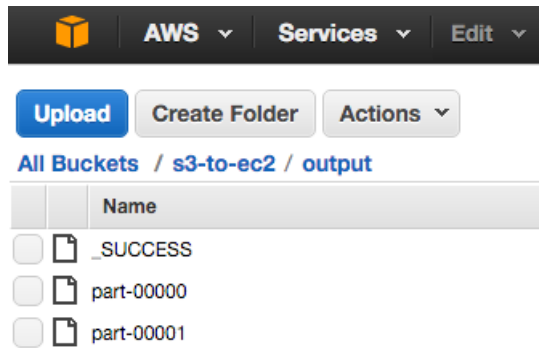 AWS Services Edit
Upload Create Folder Actions
All Buckets / s3-to-ec2 / output
Name
_SUCCESS
part-00000
part-00001